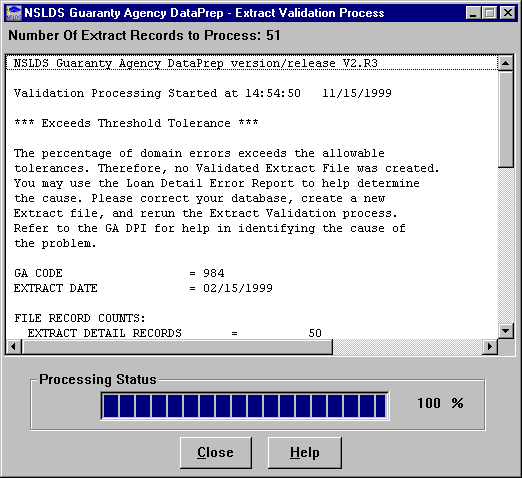 NSLDS Guaranty Agency DataPrep - Extract Validation Process
Number Of Extract Records to Process: 51
NSLDS Guaranty Agency DataPrep version/release V2.R3
Validation Processing Started at 14:54:50 11/15/1999
*** Exceeds Threshold Tolerance ***
The percentage of domain errors exceeds the allowable
tolerances. Therefore, no Validated Extract File was created.
You may use the Loan Detail Error Report to help determine
the cause. Please correct your database, create a new
Extract file, and rerun the Extract Validation process.
Refer to the GA DPI for help in identifying the cause of
the problem.
GA CODE = 984
EXTRACT DATE = 02/15/1999
FILE RECORD COUNTS:
EXTRACT DETAIL RECORDS = 50
Processing Status
100 %
Close Help